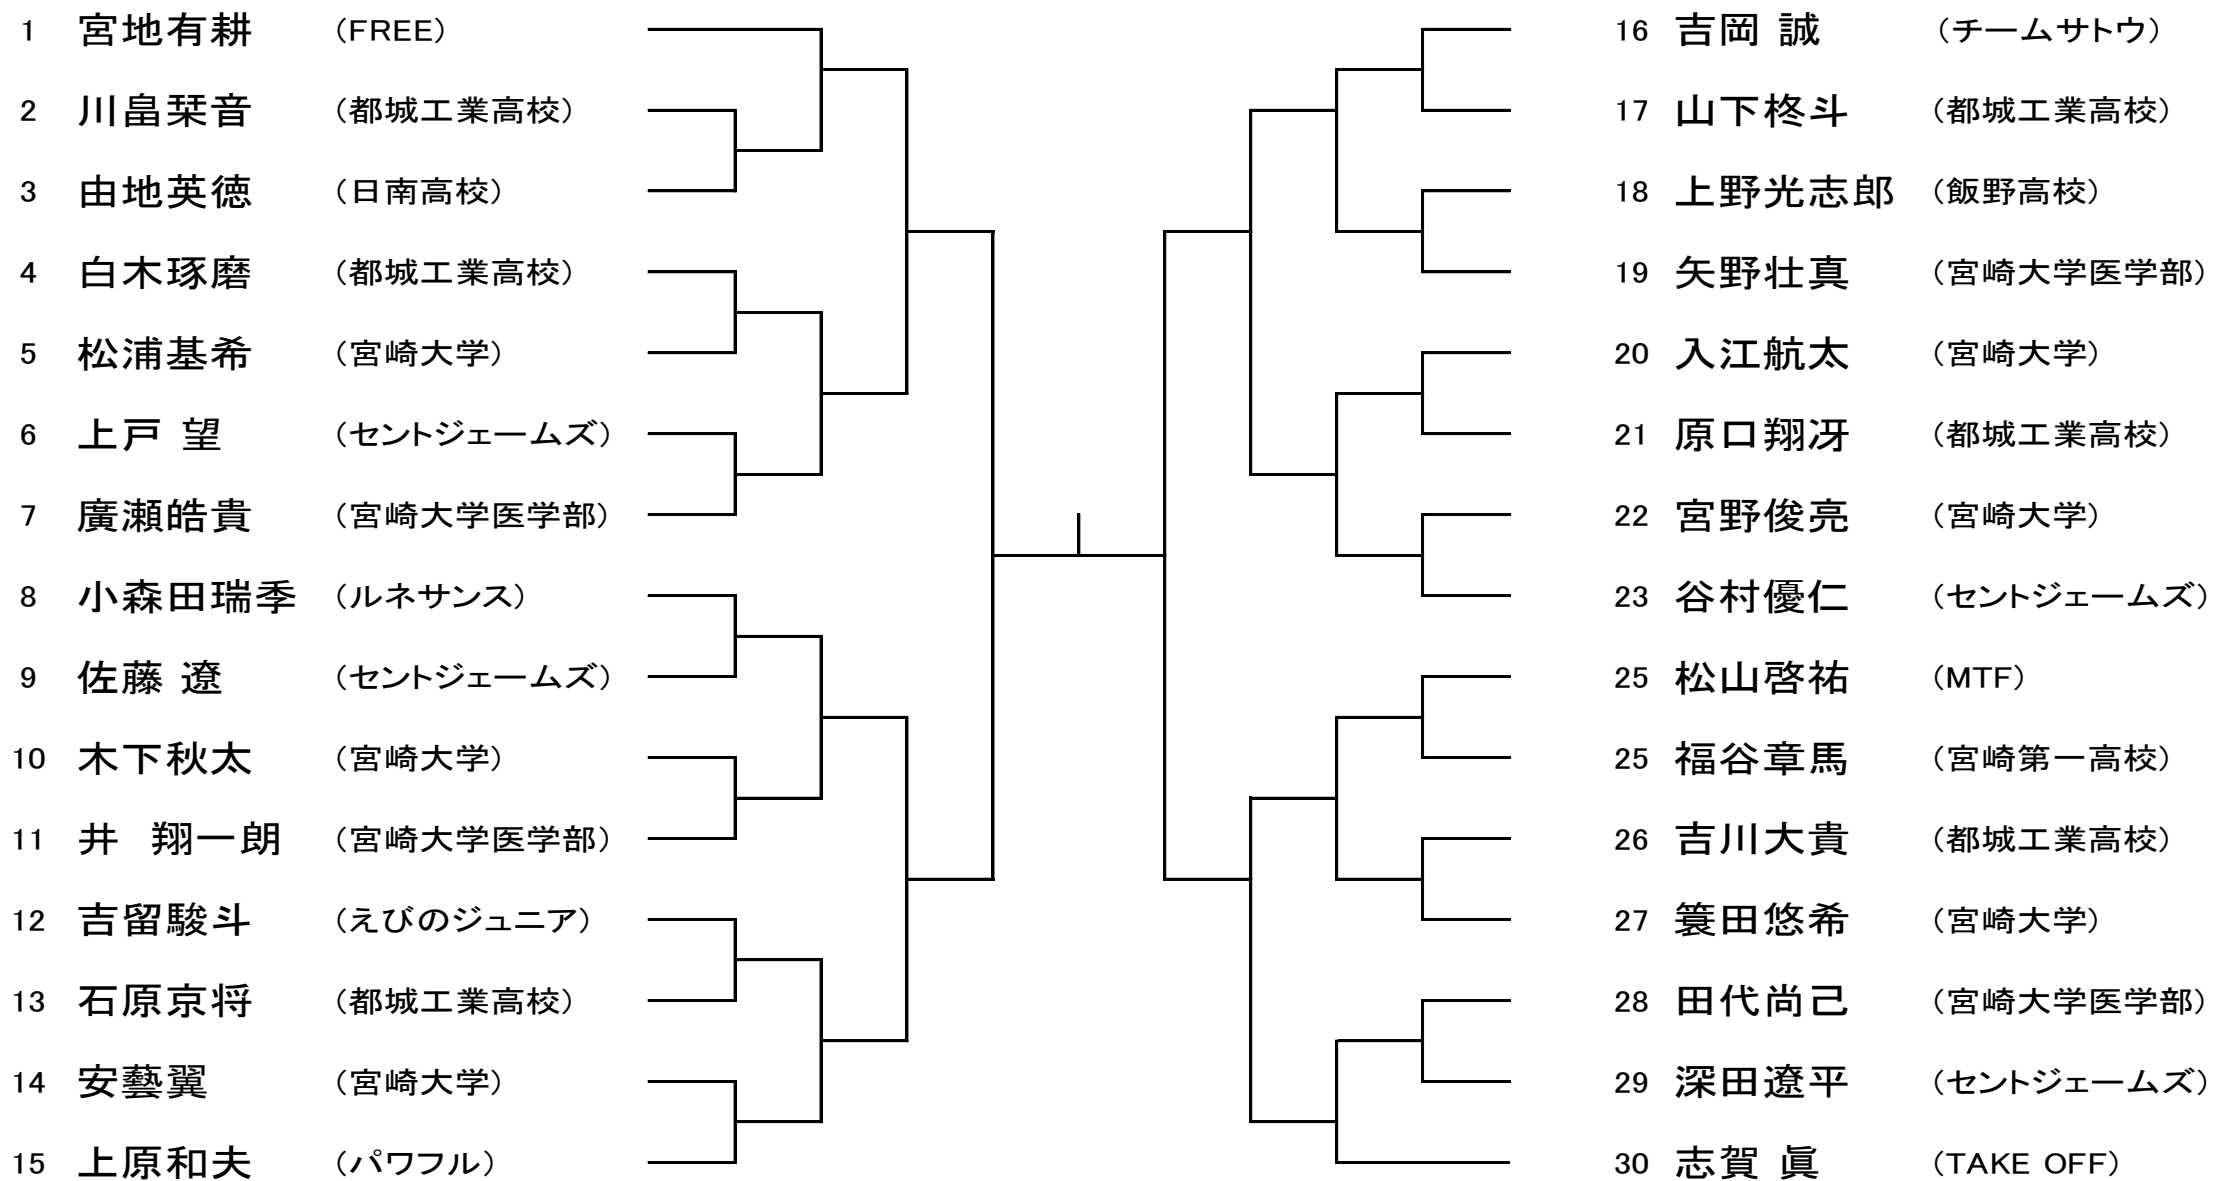 1 宮地有耕 （FREE）
2 川畠栞音 （都城工業高校）
3 由地英徳 （日南高校）
4 白木琢磨 （都城工業高校）
5 松浦基希 （宮崎大学）
6 上戸 望 （セントジェームズ）
7 廣瀬皓貴 （宮崎大学医学部）
8 小森田瑞季 （ルネサンス）
9 佐藤 遼 （セントジェームズ）
10 木下秋太 （宮崎大学）
11 井 翔一朗 （宮崎大学医学部）
12 吉留駿斗 （えびのジュニア）
13 石原京将 （都城工業高校）
14 安藝翼 （宮崎大学）
15 上原和夫 （パワフル）
16 吉岡 誠 （チームサトウ）
17 山下柊斗 （都城工業高校）
18 上野光志郎 （飯野高校）
19 矢野壮真 （宮崎大学医学部）
20 入江航太 （宮崎大学）
21 原口翔冴 （都城工業高校）
22 宮野俊亮 （宮崎大学）
23 谷村優仁 （セントジェームズ）
25 松山啓祐 （MTF）
25 福谷章馬 （宮崎第一高校）
26 吉川大貴 （都城工業高校）
27 簑田悠希 （宮崎大学）
28 田代尚己 （宮崎大学医学部）
29 深田遼平 （セントジェームズ）
30 志賀 眞 （TAKE OFF）